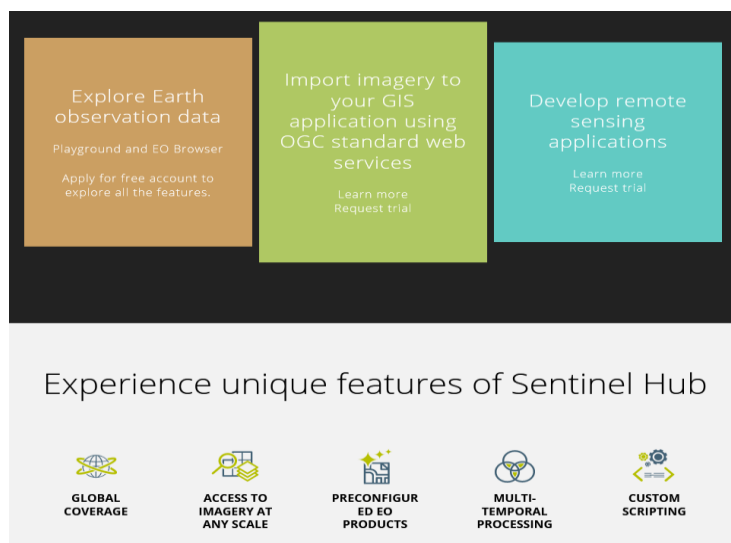 Explore Earth
observation data
Playground and EO Browser
Apply for free account to
explore all the features.
Import imagery to
your GIS
application using
OGC standard web
services
Learn more
Request trial
Develop remote
sensing
applications
Learn more
Request trial
Experience unique features of Sentinel Hub
GLOBAL
COVERAGE
ACCESS TO
IMAGERY AT
ANY SCALE
PRECONFIGUR
ED EO
PRODUCTS
MULTI-
TEMPORAL
PROCESSING
CUSTOM
SCRIPTING